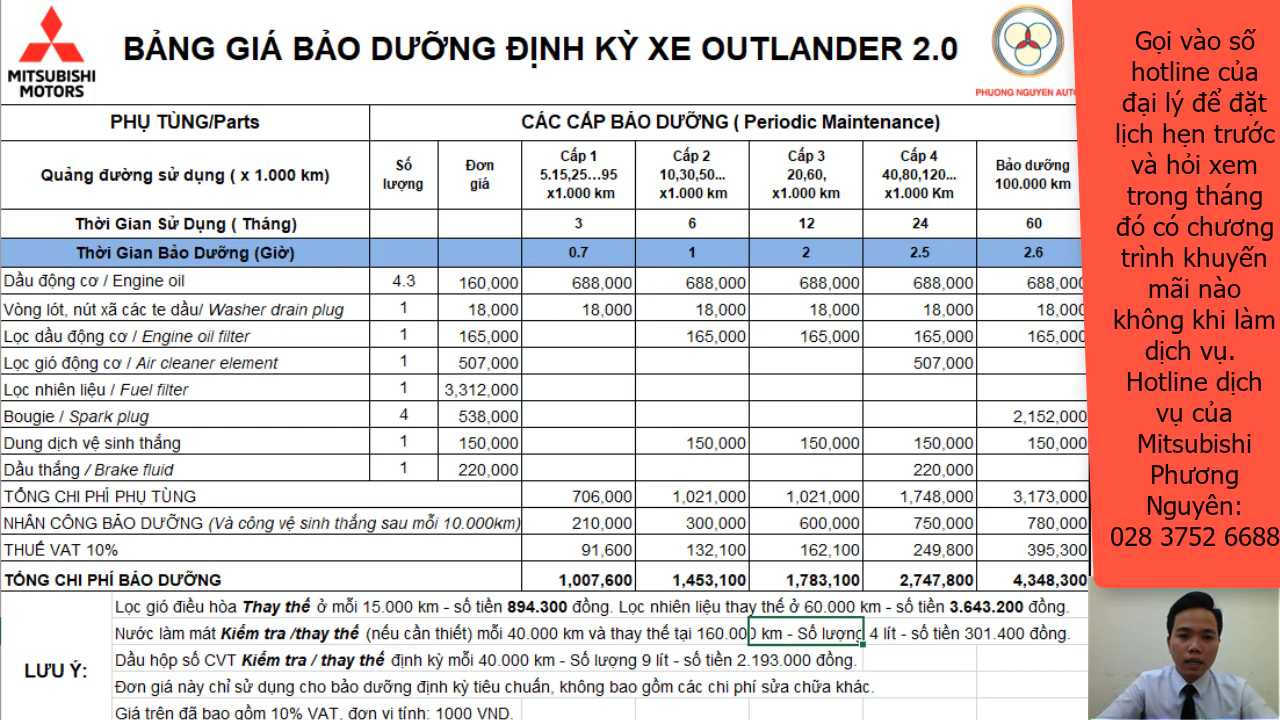 MITSUBISHI
MOTORS
BẢNG GIÁ BẢO DƯỠNG ĐỊNH KỲ XE OUTLANDER 2.0
PHUONG NGUYEN AUTO
PHỤ TÙNG/Parts CÁC CẤP BẢO DƯỠNG ( Periodic Maintenance)
Quảng đường sử dụng ( x 1.000 km) Số lượng Đơn giá Cấp 1 5.15,25…95 x1.000 km Cấp 2 10,30,50... x1.000 km Cấp 3 20,60, x1.000 km Cấp 4 40,80,120... x1.000 Km Bảo dưỡng 100.000 km
Thời Gian Sử Dụng ( Tháng) 3 6 12 24 60
Thời Gian Bảo Dưỡng (Giờ) 0.7 1 2 2.5 2.6
Dầu động cơ / Engine oil 4.3 160,000 688,000 688,000 688,000 688,000 688,000
Vòng lót, nút xã các te dầu/ Washer drain plug 1 18,000 18,000 18,000 18,000 18,000 18,000
Lọc dầu động cơ / Engine oil filter 1 165,000 165,000 165,000 165,000 165,000
Lọc gió động cơ / Air cleaner element 1 507,000 507,000
Lọc nhiên liệu / Fuel filter 1 3,312,000
Bougie / Spark plug 4 538,000 2,152,000
Dung dịch vệ sinh thắng 1 150,000 150,000 150,000 150,000 150,000
Dầu thắng / Brake fluid 1 220,000 220,000
TỔNG CHI PHÍ PHỤ TÙNG 706,000 1,021,000 1,021,000 1,748,000 3,173,000
NHÂN CÔNG BẢO DƯỠNG (Và công vệ sinh thắng sau mỗi 10.000km) 210,000 300,000 600,000 750,000 780,000
THUẾ VAT 10% 91,600 132,100 162,100 249,800 395,300
TỔNG CHI PHÍ BẢO DƯỠNG 1,007,600 1,453,100 1,783,100 2,747,800 4,348,300
LƯU Ý:
Lọc gió điều hòa Thay thế ở mỗi 15.000 km - số tiền 894.300 đồng. Lọc nhiên liệu thay thế ở 60.000 km - số tiền 3.643.200 đồng.
Nước làm mát Kiểm tra /thay thế (nếu cần thiết) mỗi 40.000 km và thay thế tại 160.000 km - Số lượng 4 lít - số tiền 301.400 đồng.
Dầu hộp số CVT Kiểm tra / thay thế định kỳ mỗi 40.000 km - Số lượng 9 lít - số tiền 2.193.000 đồng.
Đơn giá này chỉ sử dụng cho bảo dưỡng định kỳ tiêu chuẩn, không bao gồm các chi phí sửa chữa khác.
Giá trên đã bao gồm 10% VAT, đơn vị tính: 1000 VND.
Gọi vào số
hotline của
đại lý để đặt
lịch hẹn trước
và hỏi xem
trong tháng
đó có chương
trình khuyến
mãi nào
không khi làm
dịch vụ.
Hotline dịch
vụ của
Mitsubishi
Phương
Nguyên:
028 3752 6688